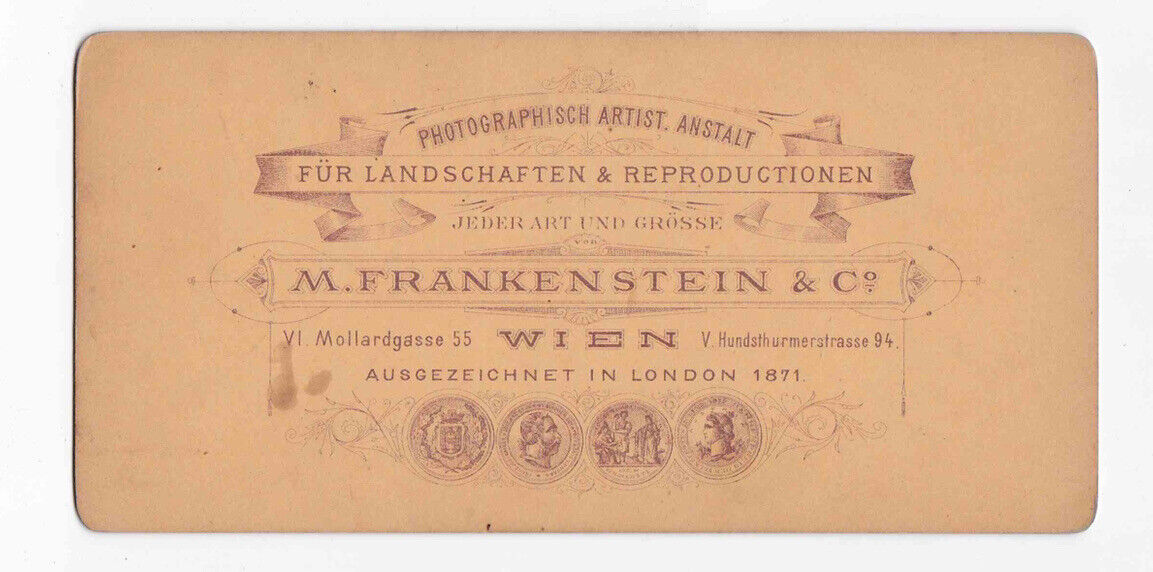 PHOTOGRAPHISCH ARTIST. ANSTALT
FÜR LANDSCHAFTEN & REPRODUCTIONEN
JEDER ART UND GRÖSSE
VON
M. FRANKENSTEIN & Co.
VI. Mollardgasse 55 WIEN V. Hundsthurmerstrasse 94.
AUSGEZEICHNET IN LONDON 1871.